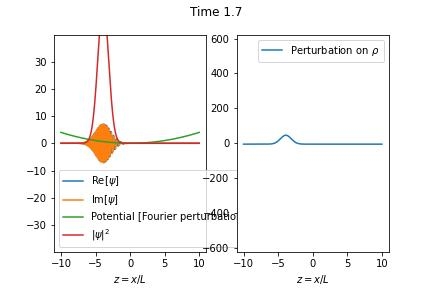 Time 1.7
30
20
10
0
−10
−20
−30
Re[ψ]
Im[ψ]
Potential [Fourier perturbatio
|ψ|²
−10 −5 0 5 10
z = x/L
600
400
200
0
−200
−400
−600
Perturbation on ρ
−10 −5 0 5 10
z = x/L